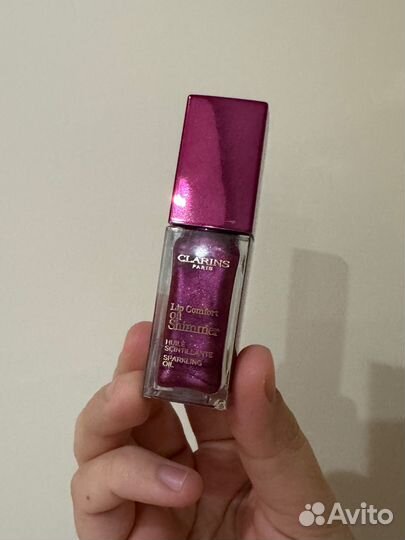 CLARINS
PARIS
Lip Comfort
Oil
Shimmer
HUILE
SCINTILLANTE
SPARKLING
OIL
Avito